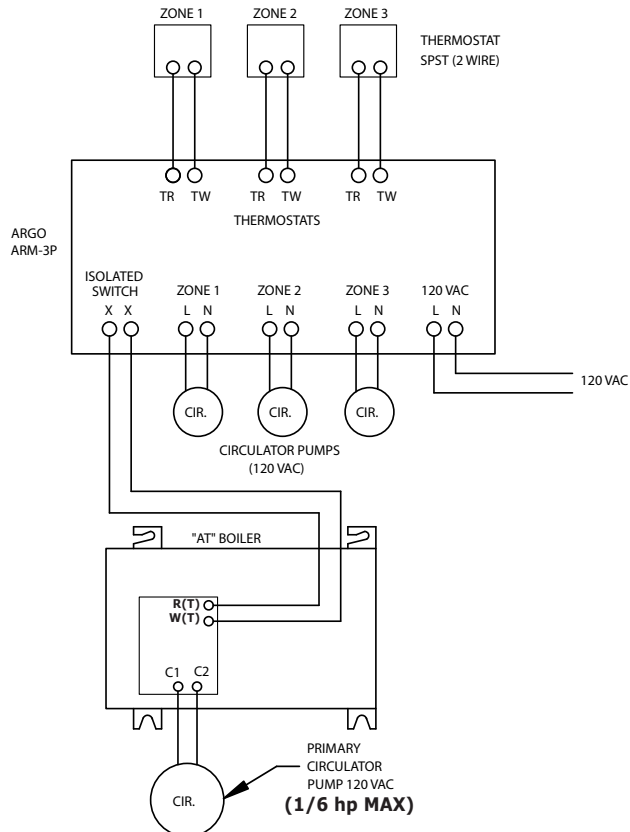 ZONE 1 ZONE 2 ZONE 3
THERMOSTAT
SPST (2 WIRE)
TR TW TR TW TR TW
THERMOSTATS
ARGO
ARM-3P
ISOLATED
SWITCH
X X
ZONE 1 ZONE 2 ZONE 3 120 VAC
L N L N L N L N
120 VAC
CIR. CIR. CIR.
CIRCULATOR PUMPS
(120 VAC)
"AT" BOILER
R(T)
W(T)
C1 C2
PRIMARY
CIRCULATOR
PUMP 120 VAC
(1/6 hp MAX)
CIR.